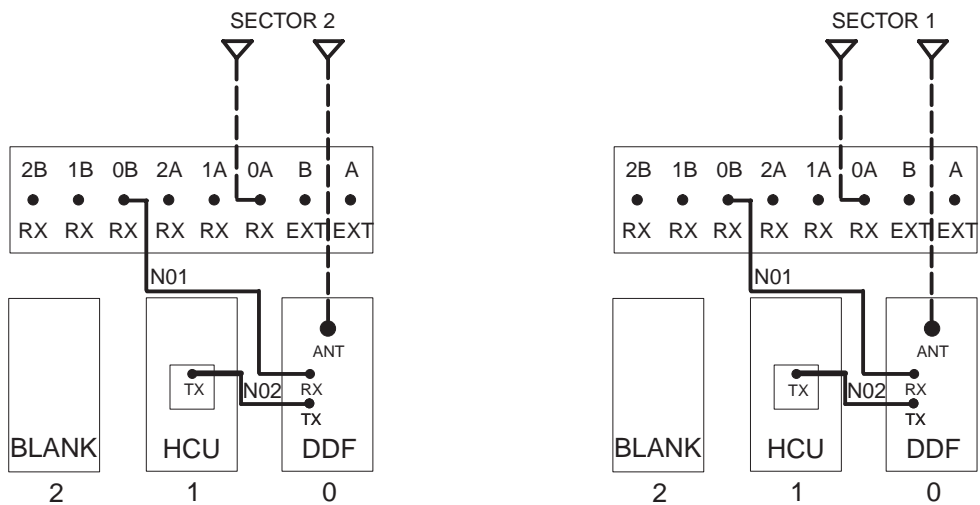 SECTOR 2
2B 1B 0B 2A 1A 0A B A
RX RX RX RX RX RX EXT EXT
N01
ANT
TX N02 RX
TX
BLANK HCU DDF
2 1 0
SECTOR 1
2B 1B 0B 2A 1A 0A B A
RX RX RX RX RX RX EXT EXT
N01
ANT
TX N02 RX
TX
BLANK HCU DDF
2 1 0